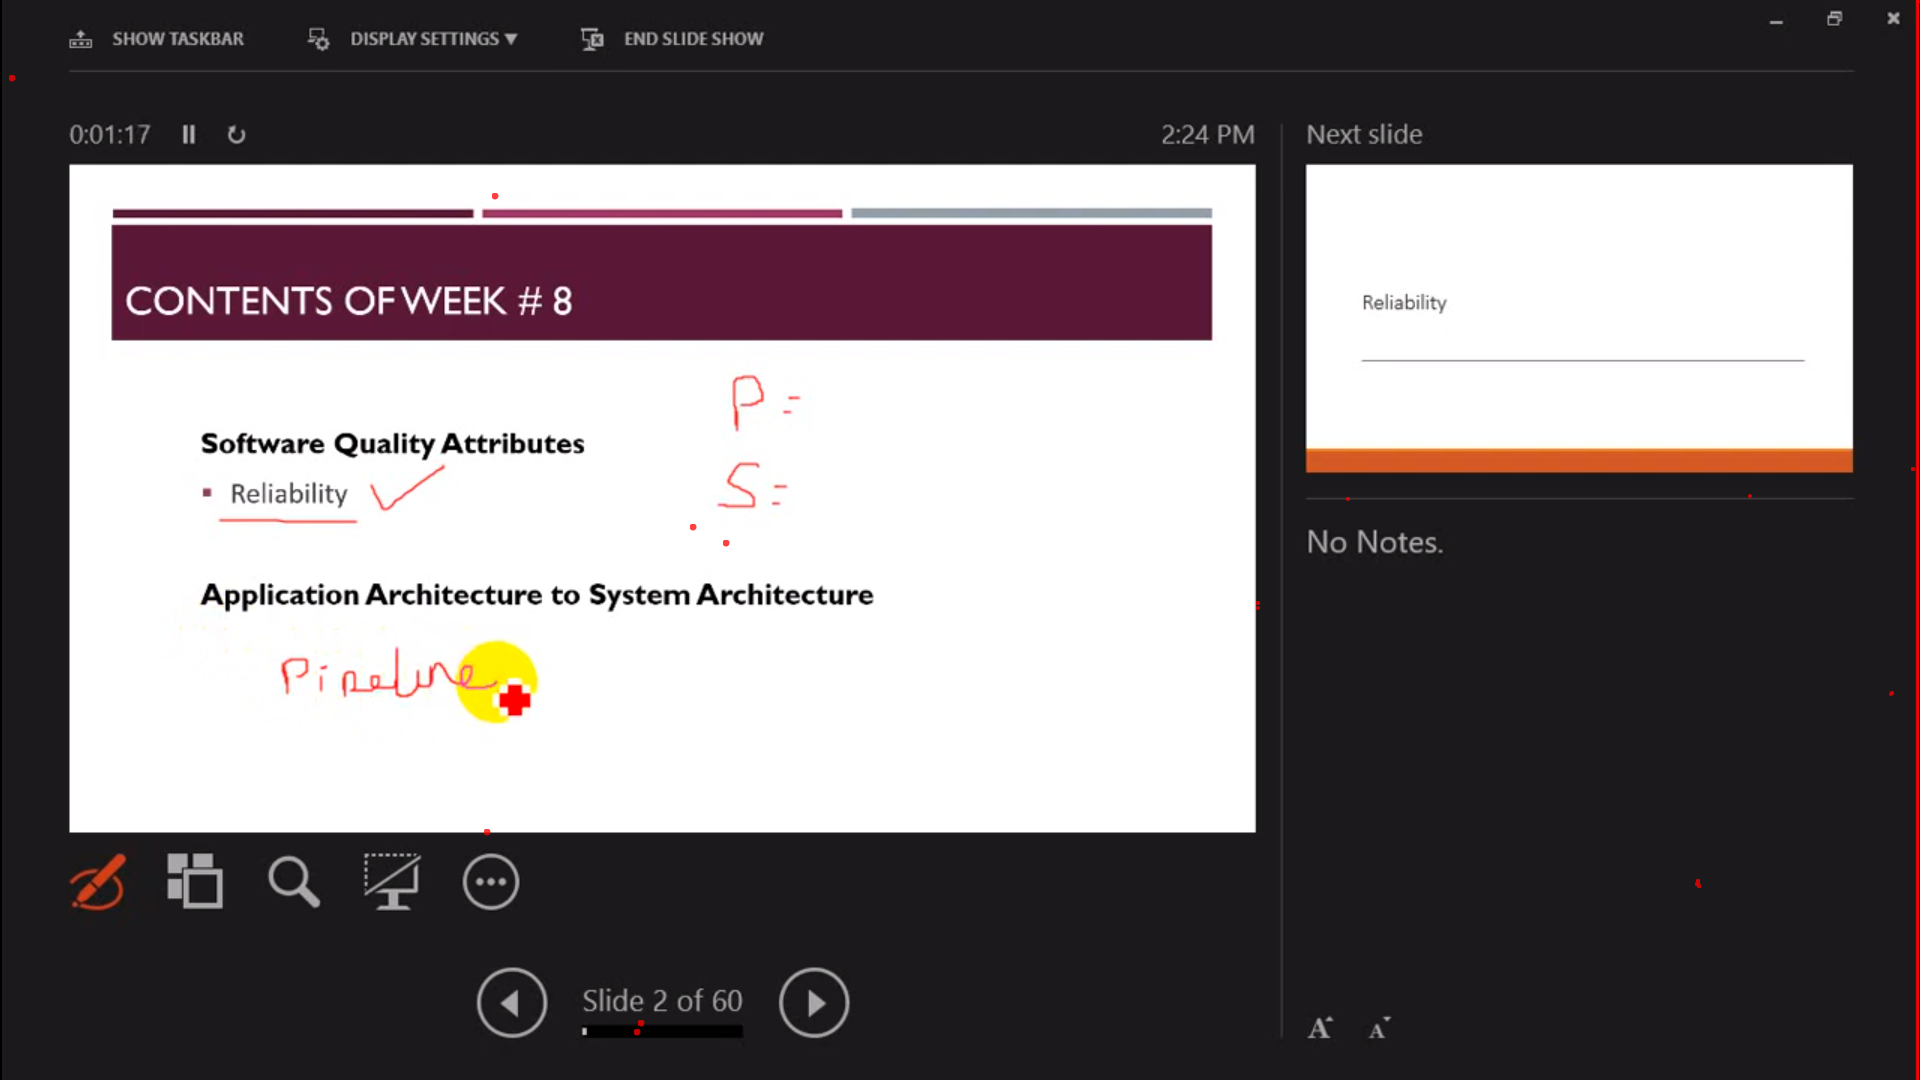 SHOW TASKBAR DISPLAY SETTINGS ▼ END SLIDE SHOW
0:01:17 2:24 PM
CONTENTS OF WEEK # 8
P =
S =
Software Quality Attributes
▪ Reliability
Application Architecture to System Architecture
Pipeline
Slide 2 of 60
Next slide
Reliability
No Notes.
A A